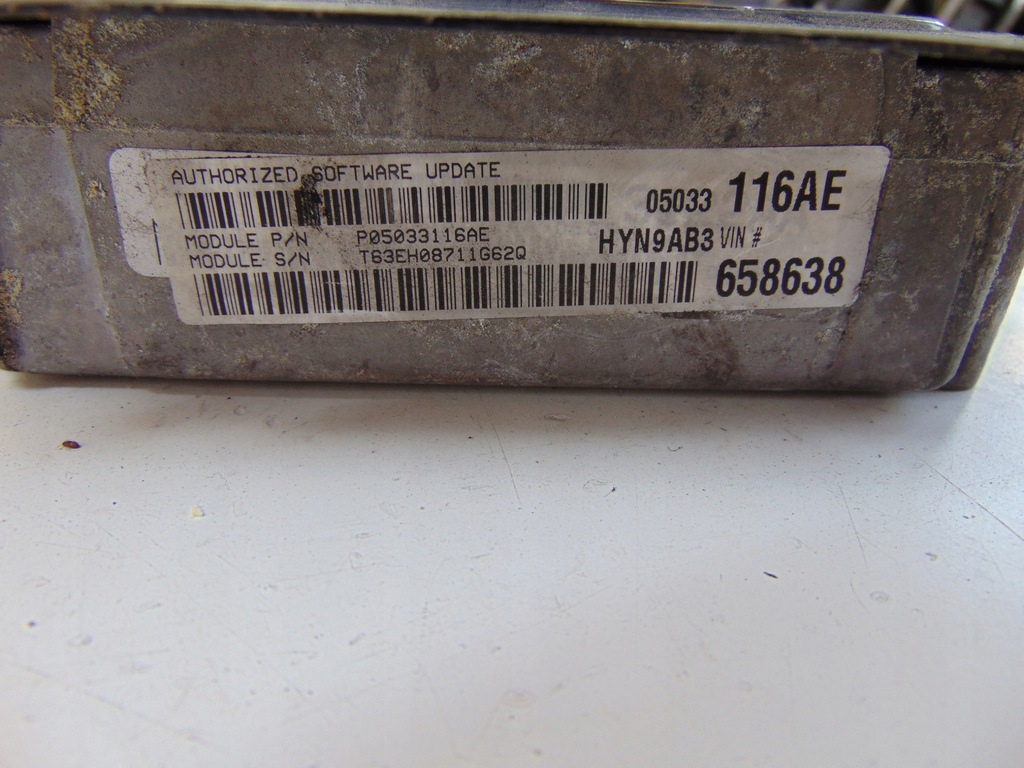 AUTHORIZED SOFTWARE UPDATE
05033 116AE
MODULE P/N P05033116AE
HYN9AB3 VIN #
MODULE S/N T63EH08711G62Q
658638